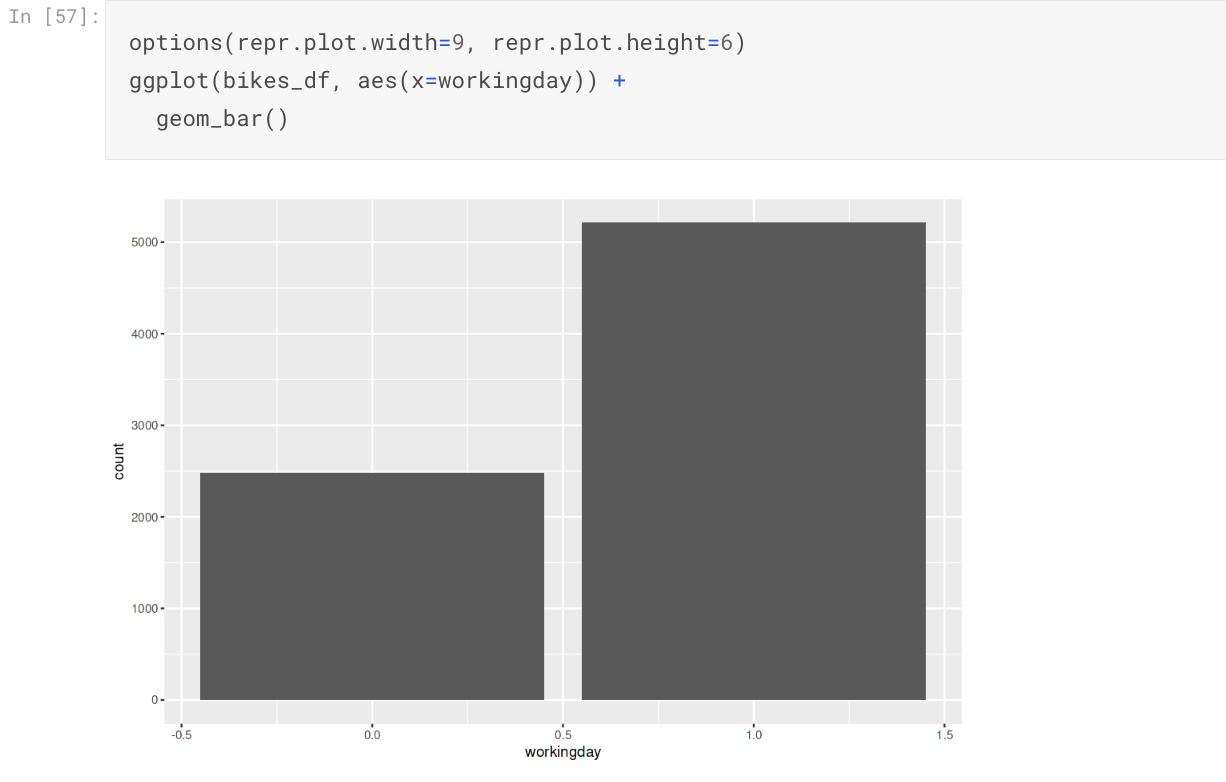 In [57]:
options(repr.plot.width=9, repr.plot.height=6)
ggplot(bikes_df, aes(x=workingday)) +
  geom_bar()
5000
4000
3000
2000
1000
0
count
-0.5 0.0 0.5 1.0 1.5
workingday